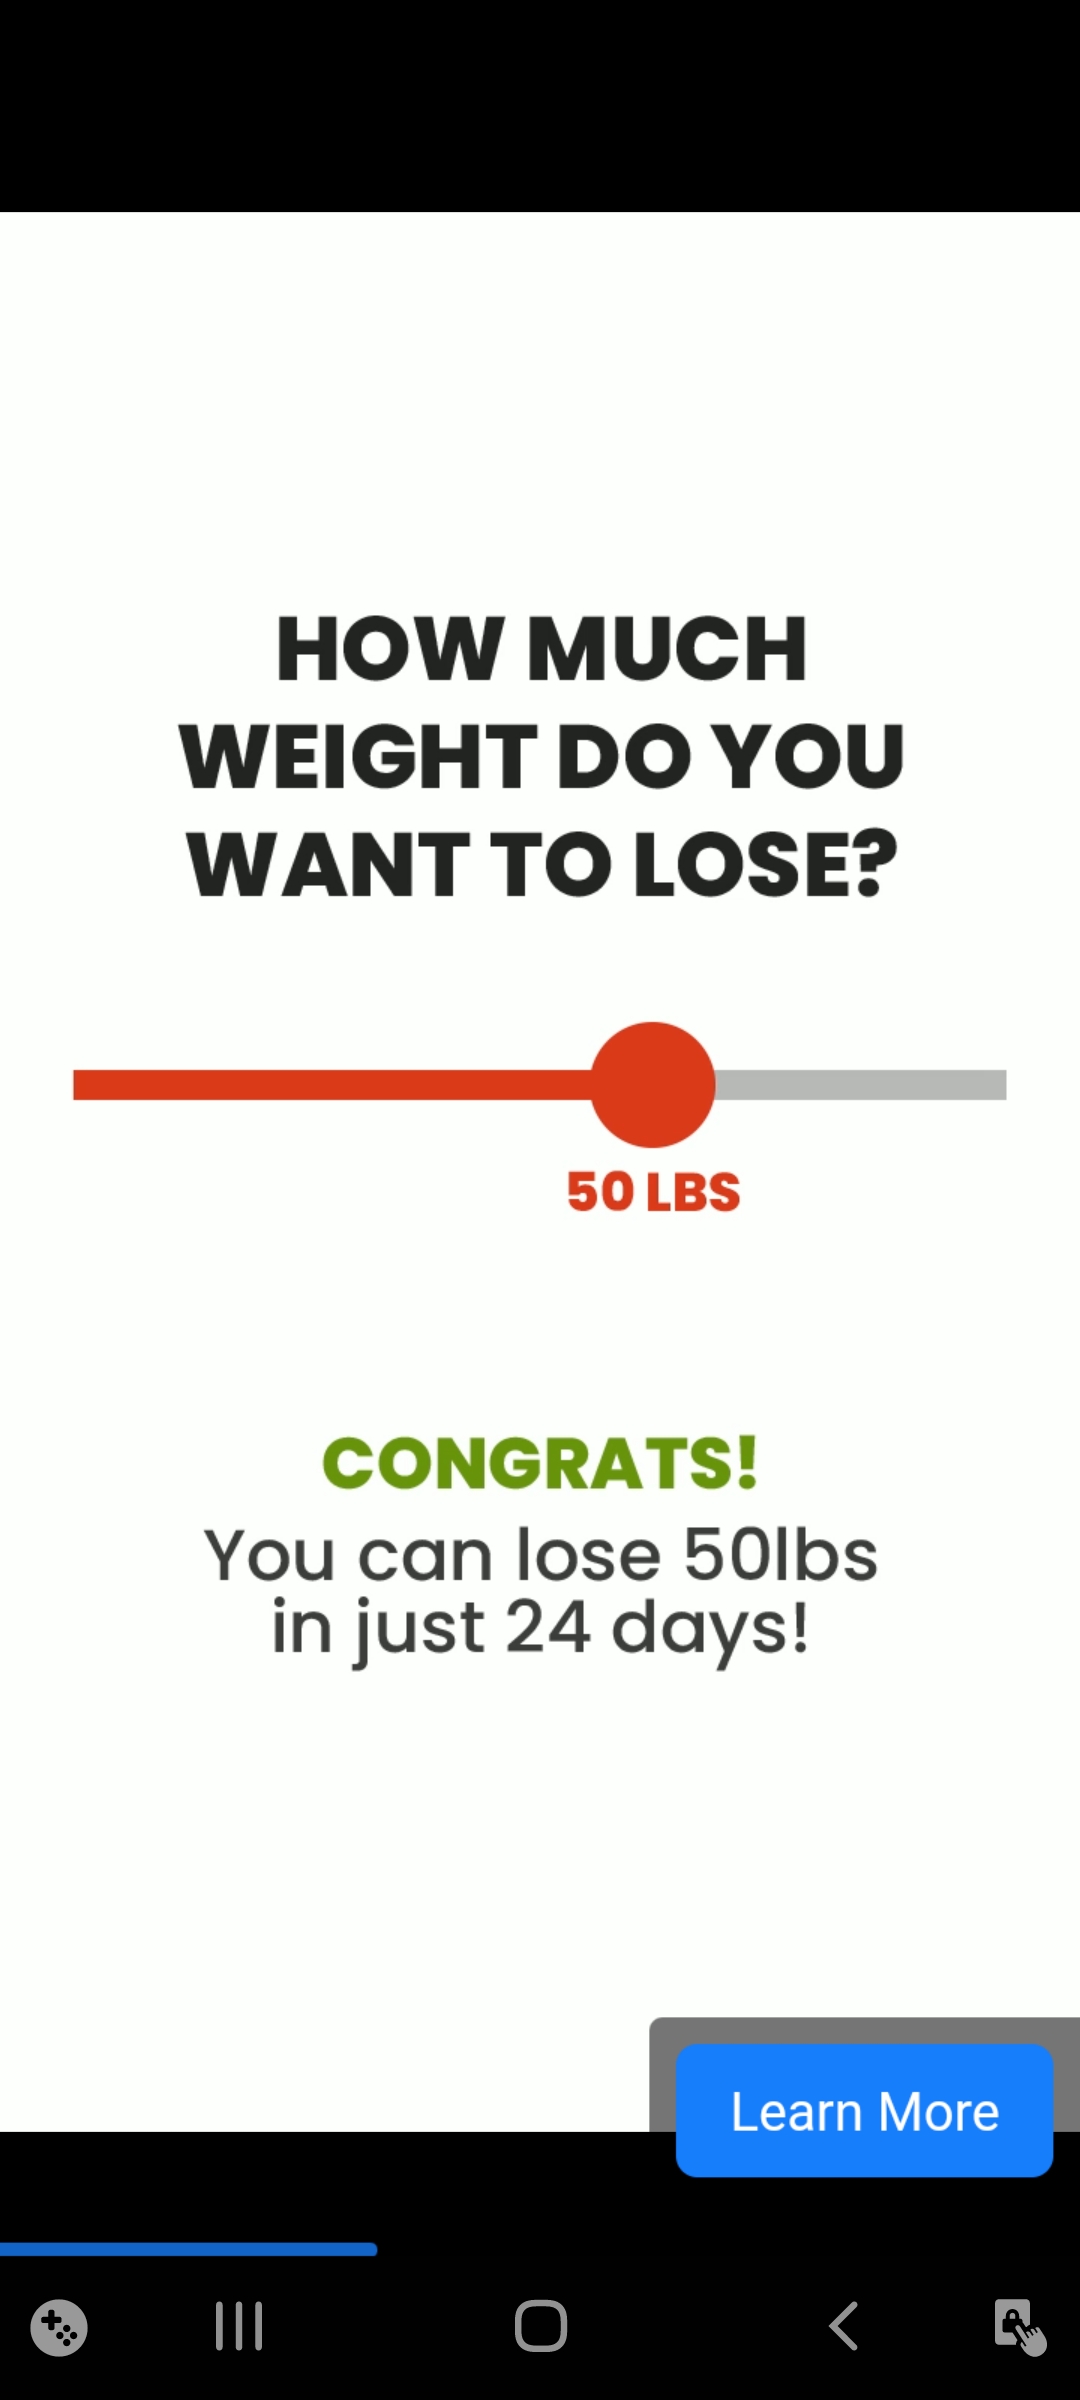 HOW MUCH
WEIGHT DO YOU
WANT TO LOSE?
50 LBS
CONGRATS!
You can lose 50lbs
in just 24 days!
Learn More